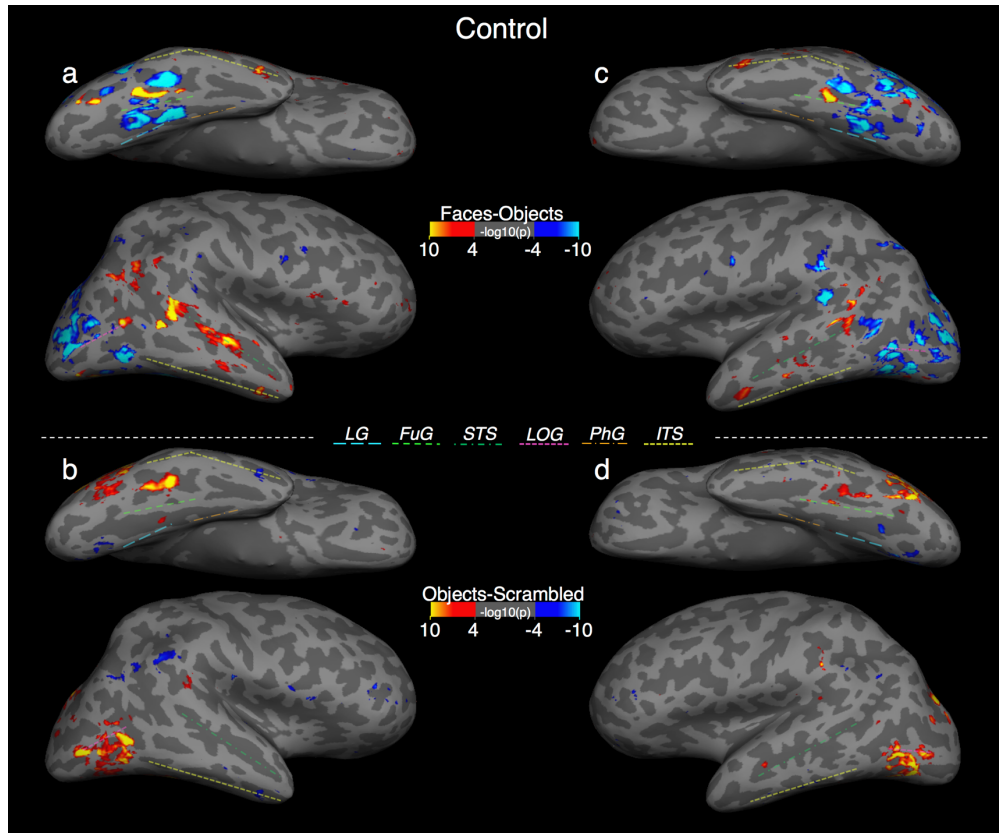 Control
a
c
Faces-Objects
-log10(p)
10 4 -4 -10
LG FuG STS LOG PhG ITS
b
d
Objects-Scrambled
-log10(p)
10 4 -4 -10